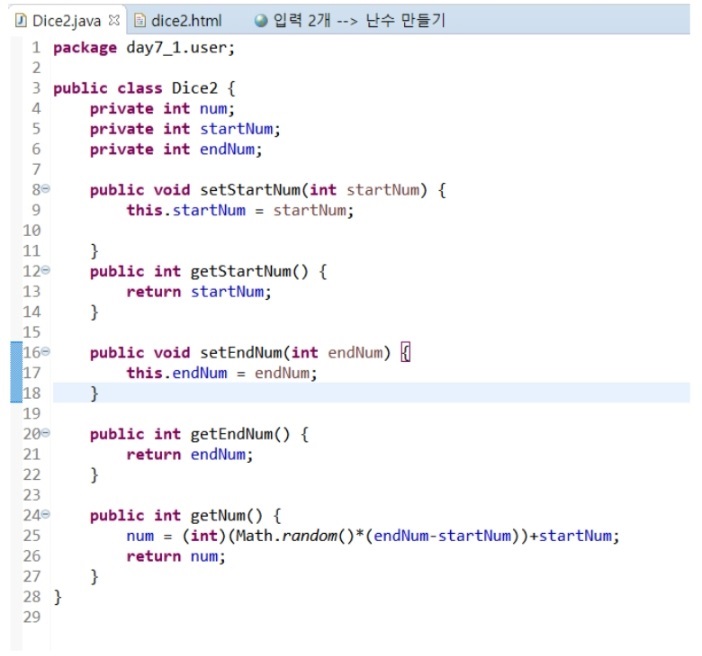 Dice2.java dice2.html 입력 2개 --> 난수 만들기
1 package day7_1.user;
2
3 public class Dice2 {
4     private int num;
5     private int startNum;
6     private int endNum;
7
8     public void setStartNum(int startNum) {
9         this.startNum = startNum;
10
11     }
12     public int getStartNum() {
13         return startNum;
14     }
15
16     public void setEndNum(int endNum) {
17         this.endNum = endNum;
18     }
19
20     public int getEndNum() {
21         return endNum;
22     }
23
24     public int getNum() {
25         num = (int)(Math.random()*(endNum-startNum))+startNum;
26         return num;
27     }
28 }
29